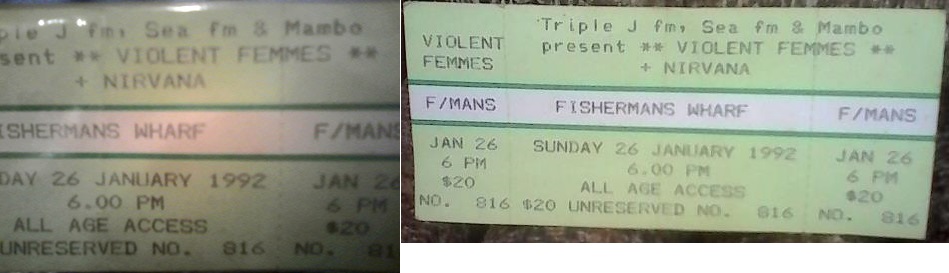 ple J fm, Sea fm & Mambo
sent ** VIOLENT FEMMES **
+ NIRVANA
ISHERMANS WHARF F/MANS
DAY 26 JANUARY 1992 JAN 26
6.00 PM 6 PM
ALL AGE ACCESS $20
UNRESERVED NO. 816 NO. 81
Triple J fm, Sea fm & Mambo
VIOLENT present ** VIOLENT FEMMES **
FEMMES + NIRVANA
F/MANS FISHERMANS WHARF F/MANS
JAN 26 SUNDAY 26 JANUARY 1992 JAN 26
6 PM 6.00 PM 6 PM
$20 ALL AGE ACCESS $20
NO. 816 $20 UNRESERVED NO. 816 NO. 816